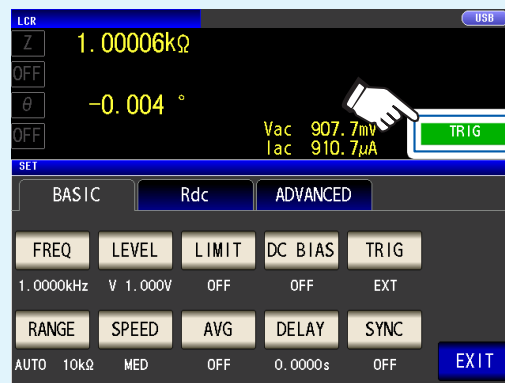 LCR USB
Z 1.00006kΩ
OFF
θ -0.004 °
OFF
Vac 907.7mV
Iac 910.7μA
TRIG
SET
BASIC Rdc ADVANCED
FREQ LEVEL LIMIT DC BIAS TRIG
1.0000kHz V 1.000V OFF OFF EXT
RANGE SPEED AVG DELAY SYNC
AUTO 10kΩ MED OFF 0.0000s OFF
EXIT